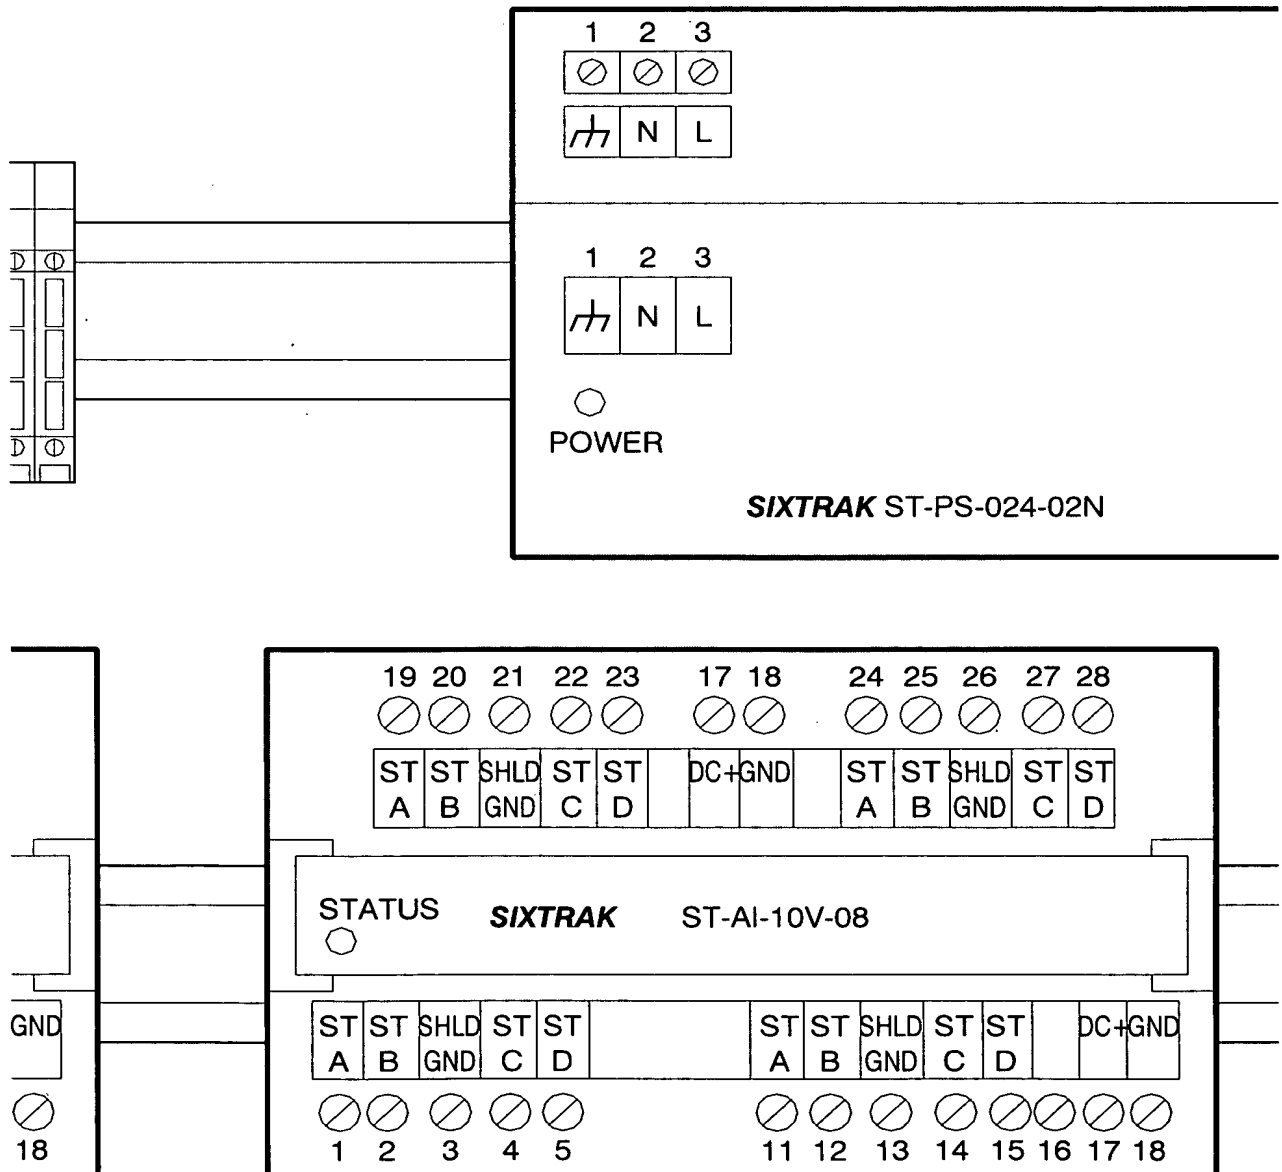 1 2 3
N L
1 2 3
N L
POWER
SIXTRAK ST-PS-024-02N
19 20 21 22 23 17 18 24 25 26 27 28
ST ST SHLD ST ST DC+ GND ST ST SHLD ST ST
A B GND C D A B GND C D
STATUS SIXTRAK ST-AI-10V-08
GND ST ST SHLD ST ST ST ST SHLD ST ST DC+ GND
A B GND C D A B GND C D
18 1 2 3 4 5 11 12 13 14 15 16 17 18